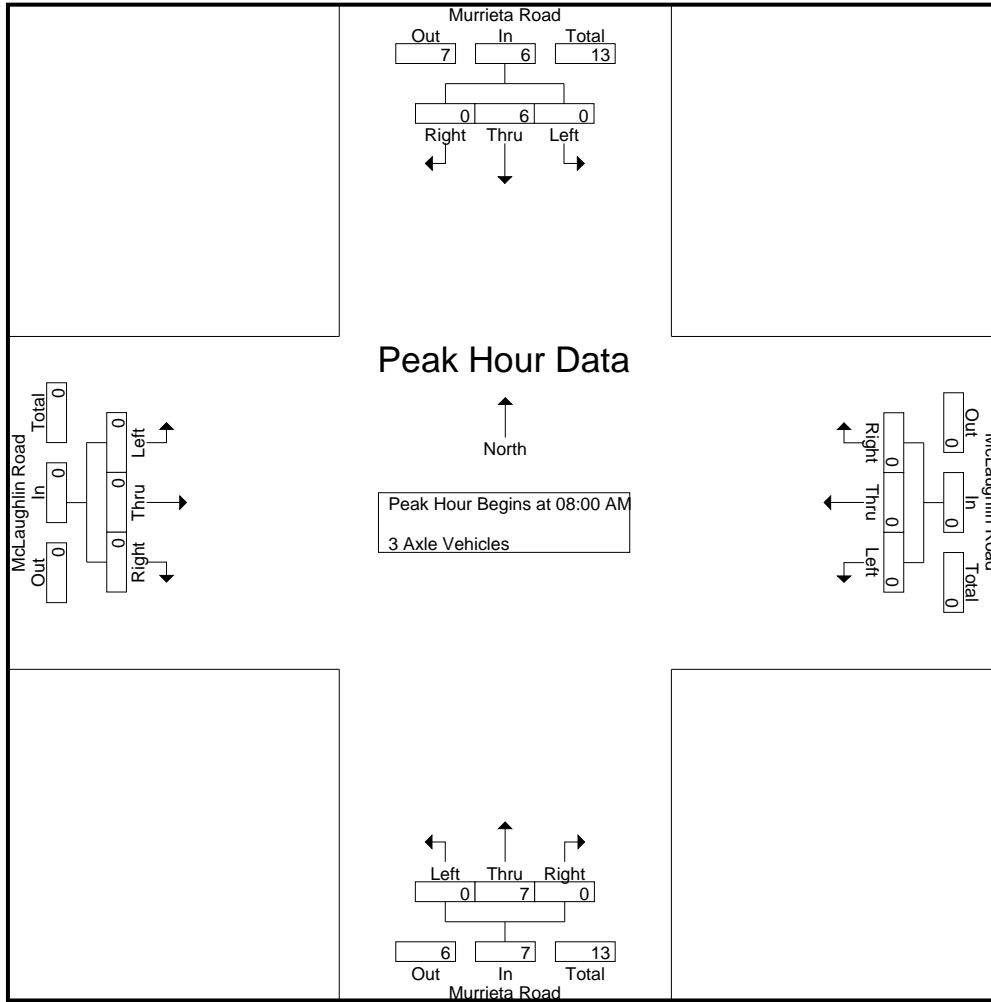 Murrieta Road
Out In Total
7 6 13
0 6 0
Right Thru Left
Peak Hour Data
North
Peak Hour Begins at 08:00 AM
3 Axle Vehicles
McLaughlin Road
Total In Out
0 0 0
0 0 0
Left Thru Right
McLaughlin Road
Out In Total
0 0 0
0 0 0
Right Thru Left
Left Thru Right
0 7 0
6 7 13
Out In Total
Murrieta Road